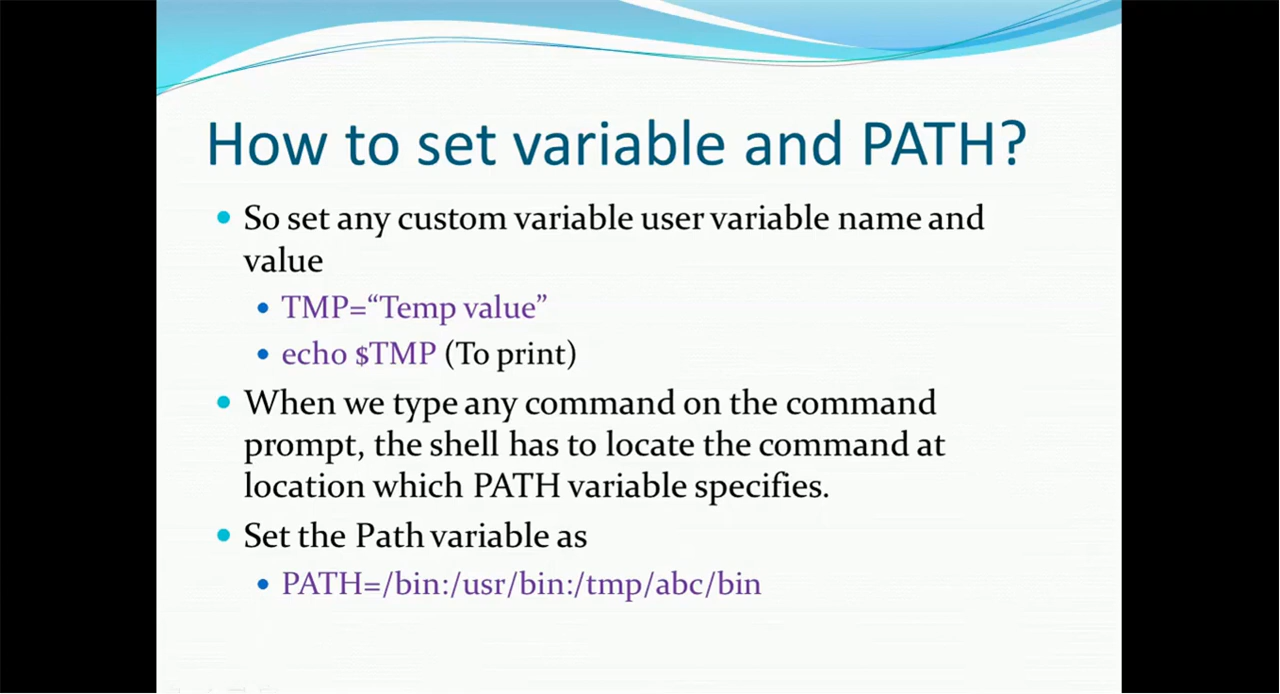 How to set variable and PATH?
So set any custom variable user variable name and
value
TMP=“Temp value”
echo $TMP (To print)
When we type any command on the command
prompt, the shell has to locate the command at
location which PATH variable specifies.
Set the Path variable as
PATH=/bin:/usr/bin:/tmp/abc/bin